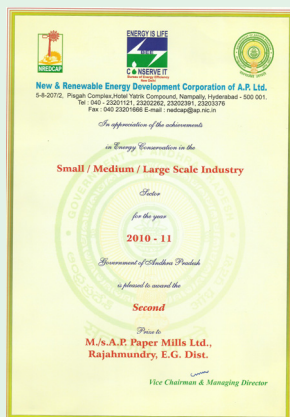 NREDCAP
ENERGY IS LIFE
CONSERVE IT
Bureau of Energy Efficiency
New & Renewable Energy Development Corporation of A.P. Ltd.
5-8-207/2, Pisgah Complex,Hotel Yatrik Compound, Nampally, Hyderabad - 500 001.
Tel : 040 - 23201121, 23202262, 23202391, 23203376
Fax : 040 23201666 E-mail : nedcap@ap.nic.in
In appreciation of the achievements
in Energy Conservation in the
Small / Medium / Large Scale Industry
Sector
for the year
2010 - 11
Government of Andhra Pradesh
is pleased to award the
Second
Prize to
M./s.A.P. Paper Mills Ltd.,
Rajahmundry, E.G. Dist.
Vice Chairman & Managing Director